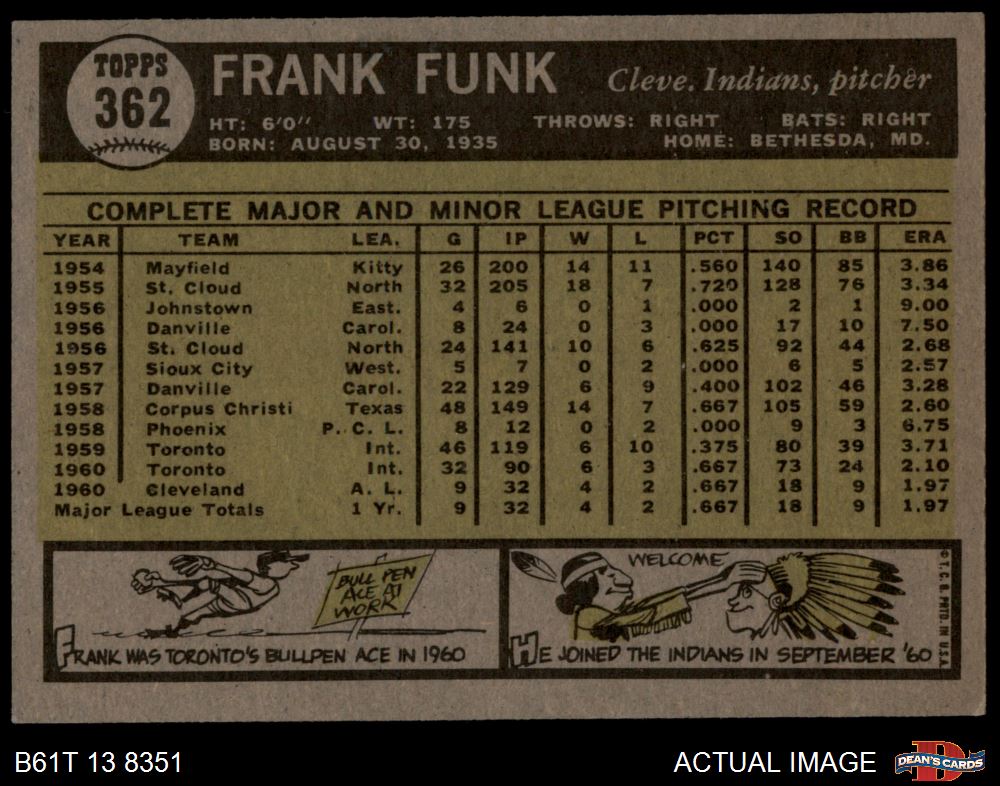 TOPPS
362
FRANK FUNK Cleve. Indians, pitcher
HT: 6'0" WT: 175 THROWS: RIGHT BATS: RIGHT
BORN: AUGUST 30, 1935 HOME: BETHESDA, MD.
COMPLETE MAJOR AND MINOR LEAGUE PITCHING RECORD
YEAR TEAM LEA. G IP W L PCT SO BB ERA
1954 Mayfield Kitty 26 200 14 11 .560 140 85 3.86
1955 St. Cloud North 32 205 18 7 .720 128 76 3.34
1956 Johnstown East. 4 6 0 1 .000 2 1 9.00
1956 Danville Carol. 8 24 0 3 .000 17 10 7.50
1956 St. Cloud North 24 141 10 6 .625 92 44 2.68
1957 Sioux City West. 5 7 0 2 .000 6 5 2.57
1957 Danville Carol. 22 129 6 9 .400 102 46 3.28
1958 Corpus Christi Texas 48 149 14 7 .667 105 59 2.60
1958 Phoenix P. C. L. 8 12 0 2 .000 9 3 6.75
1959 Toronto Int. 46 119 6 10 .375 80 39 3.71
1960 Toronto Int. 32 90 6 3 .667 73 24 2.10
1960 Cleveland A. L. 9 32 4 2 .667 18 9 1.97
Major League Totals 1 Yr. 9 32 4 2 .667 18 9 1.97
BULL PEN
ACE AT
WORK
FRANK WAS TORONTO'S BULLPEN ACE IN 1960
WELCOME
HE JOINED THE INDIANS IN SEPTEMBER '60
© T. C. G. PRTD. IN U.S.A.
B61T 13 8351
ACTUAL IMAGE
DEAN'S CARDS